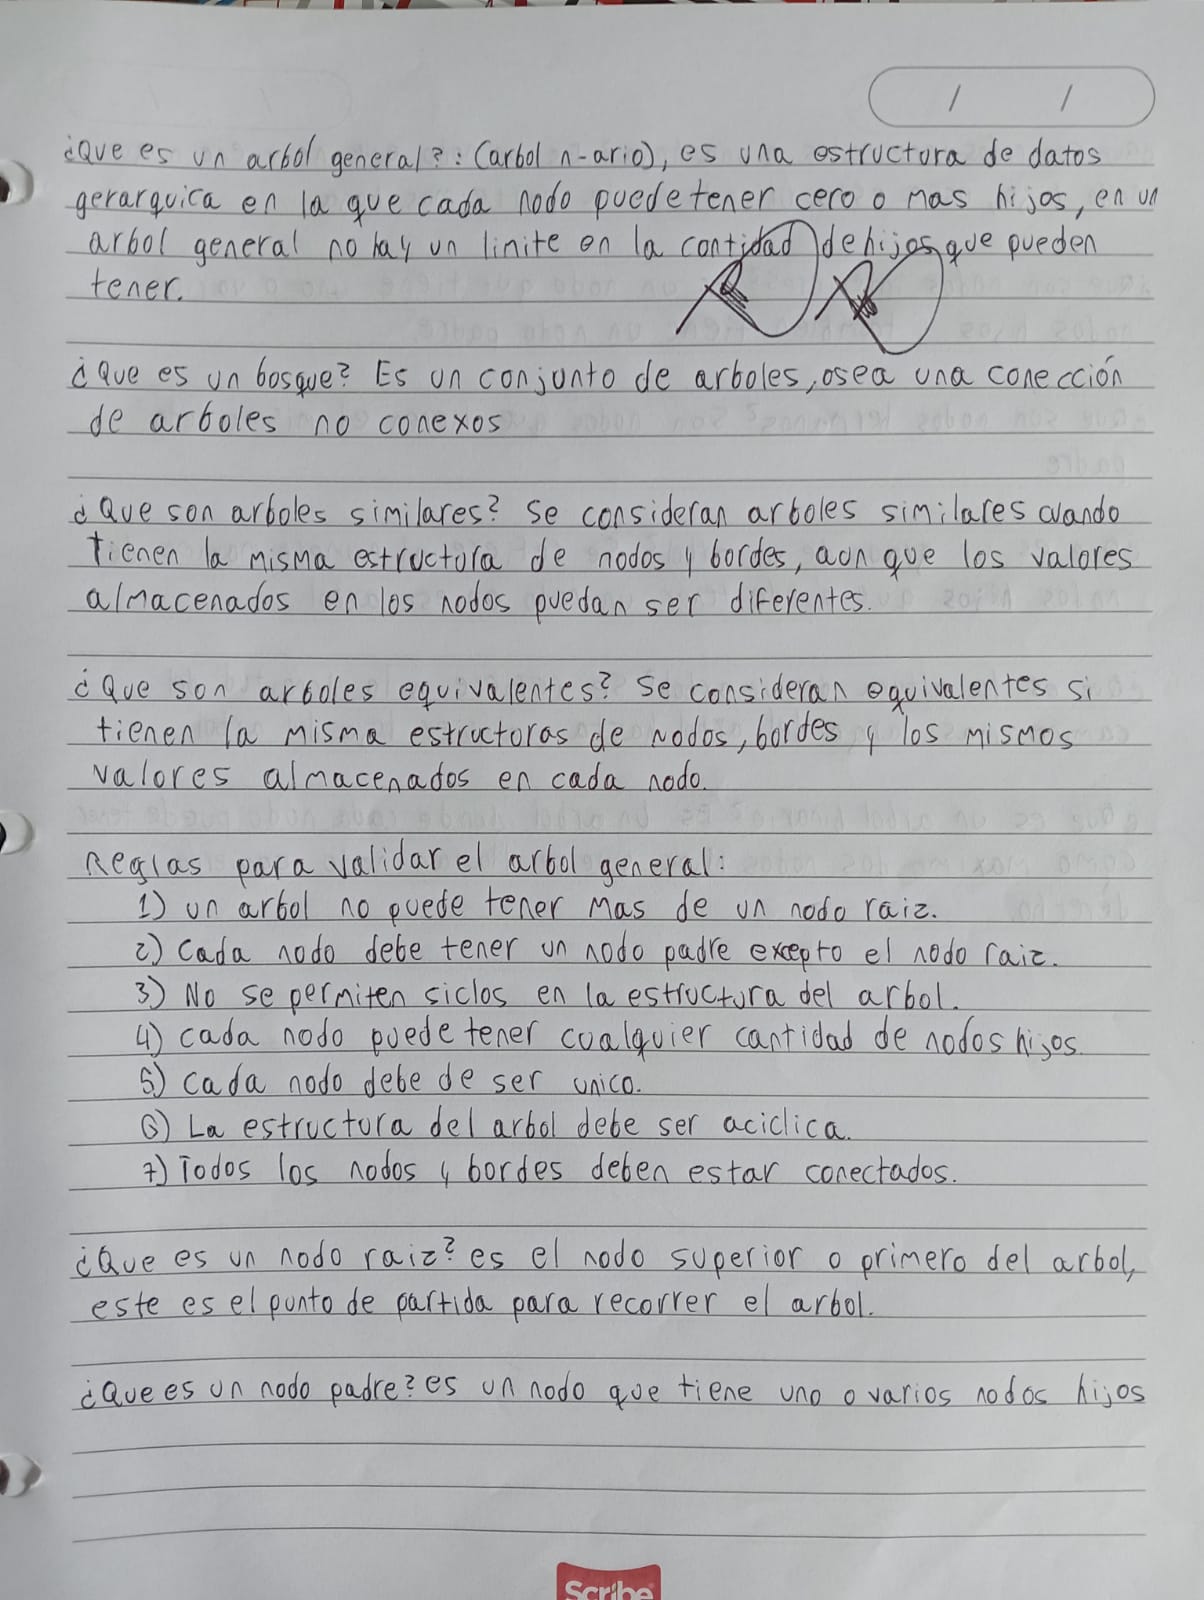 / /
¿Que es un arbol general?: (arbol n-ario), es una estructura de datos
gerarquica en la que cada nodo puede tener cero o mas hijos, en un
arbol general no hay un limite en la cantidad de hijos que pueden
tener.
¿Que es un bosque? Es un conjunto de arboles, osea una conección
de arboles no conexos
¿Que son arboles similares? Se consideran arboles similares cuando
tienen la misma estructura de nodos y bordes, aun que los valores
almacenados en los nodos puedan ser diferentes.
¿Que son arboles equivalentes? Se consideran equivalentes si
tienen la misma estructuras de nodos, bordes y los mismos
valores almacenados en cada nodo.
Reglas para validar el arbol general:
1) un arbol no puede tener mas de un nodo raiz.
2) Cada nodo debe tener un nodo padre excepto el nodo raiz.
3) No se permiten siclos en la estructura del arbol.
4) cada nodo puede tener cualquier cantidad de nodos hijos.
5) Cada nodo debe de ser unico.
6) La estructura del arbol debe ser aciclica.
7) Todos los nodos y bordes deben estar conectados.
¿Que es un nodo raiz? es el nodo superior o primero del arbol,
este es el punto de partida para recorrer el arbol.
¿Que es un nodo padre? es un nodo que tiene uno o varios nodos hijos
Scribe